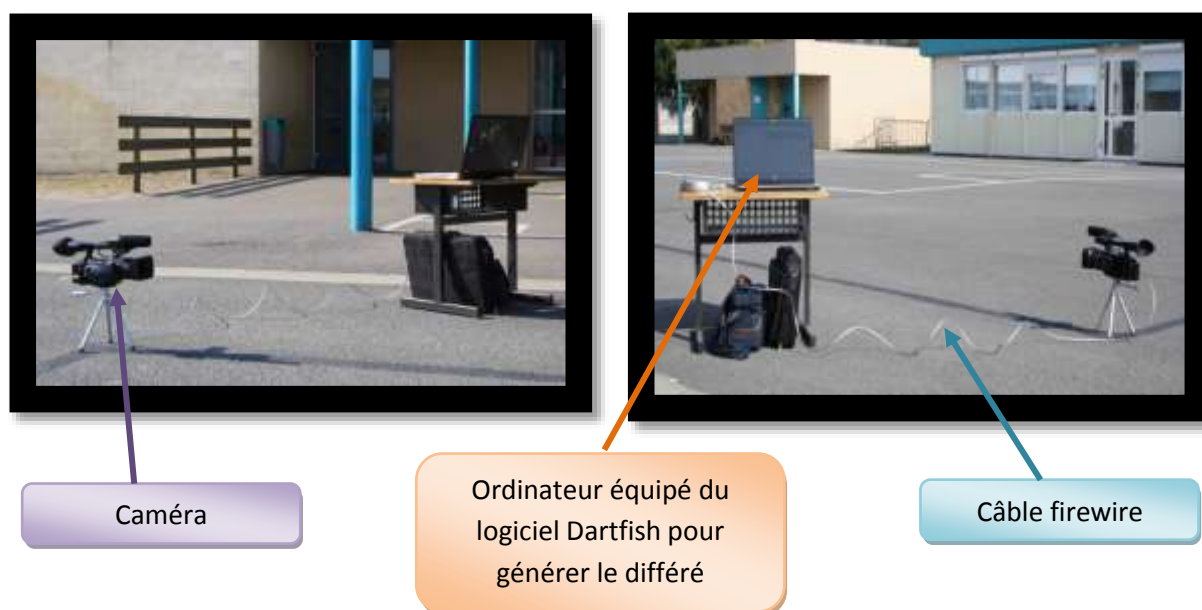 Caméra
Ordinateur équipé du
logiciel Dartfish pour
générer le différé
Câble firewire